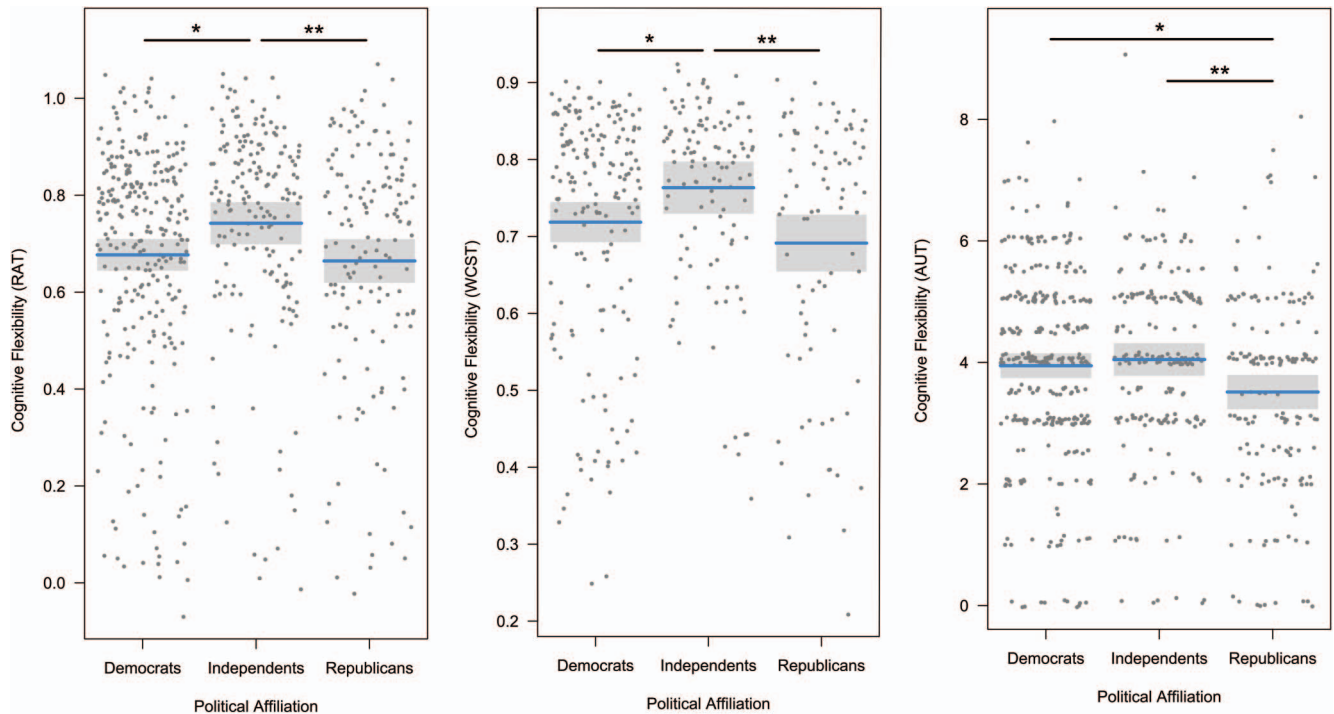 * **
Cognitive Flexibility (RAT)
1.0
0.8
0.6
0.4
0.2
0.0
Democrats Independents Republicans
Political Affiliation
* **
Cognitive Flexibility (WCST)
0.9
0.8
0.7
0.6
0.5
0.4
0.3
0.2
Democrats Independents Republicans
Political Affiliation
*
**
Cognitive Flexibility (AUT)
8
6
4
2
0
Democrats Independents Republicans
Political Affiliation